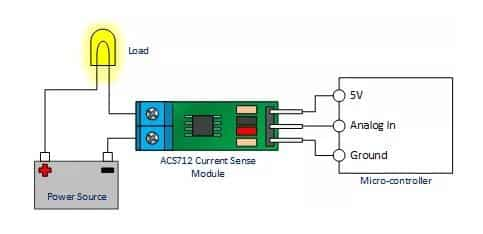 Load
5V
Analog In
Ground
ACS712 Current Sense
Module
Micro-controller
+ -
Power Source